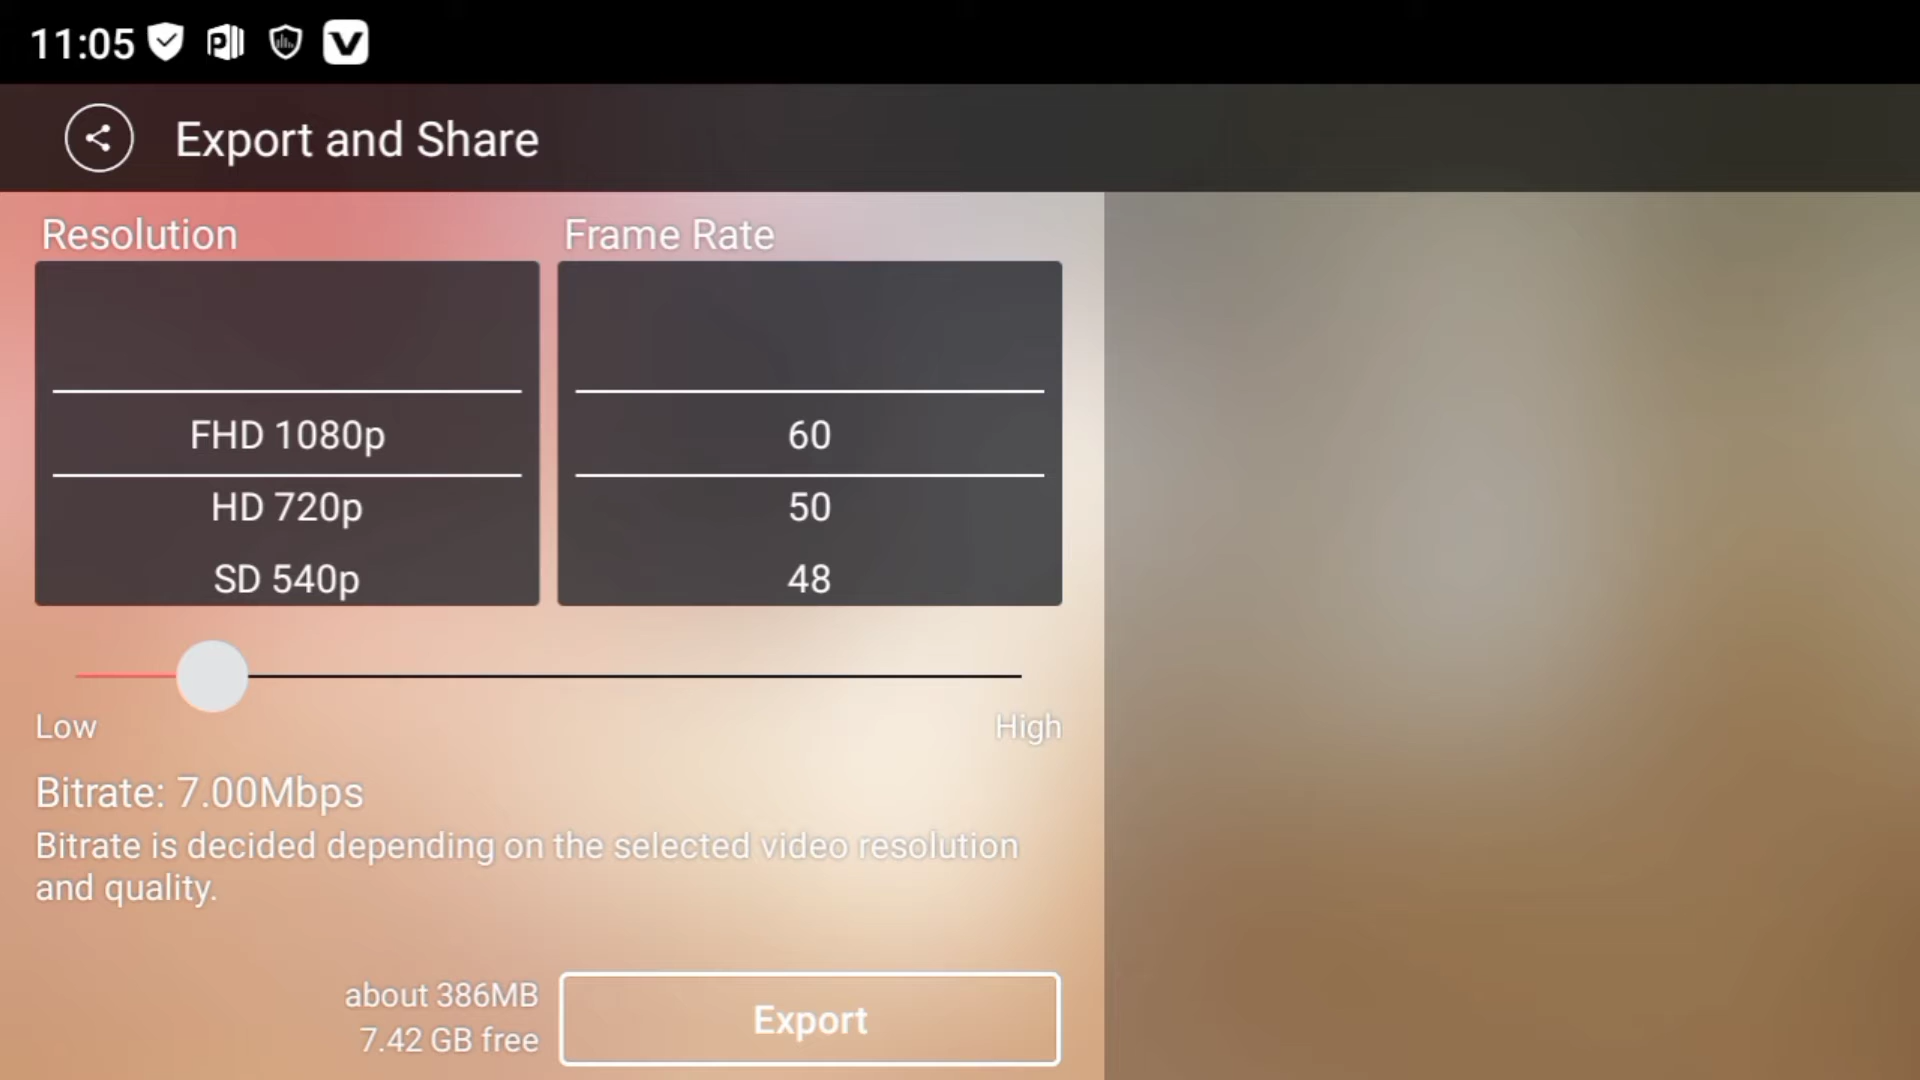 11:05
Export and Share
Resolution
Frame Rate
FHD 1080p
HD 720p
SD 540p
60
50
48
Low
High
Bitrate: 7.00Mbps
Bitrate is decided depending on the selected video resolution
and quality.
about 386MB
7.42 GB free
Export